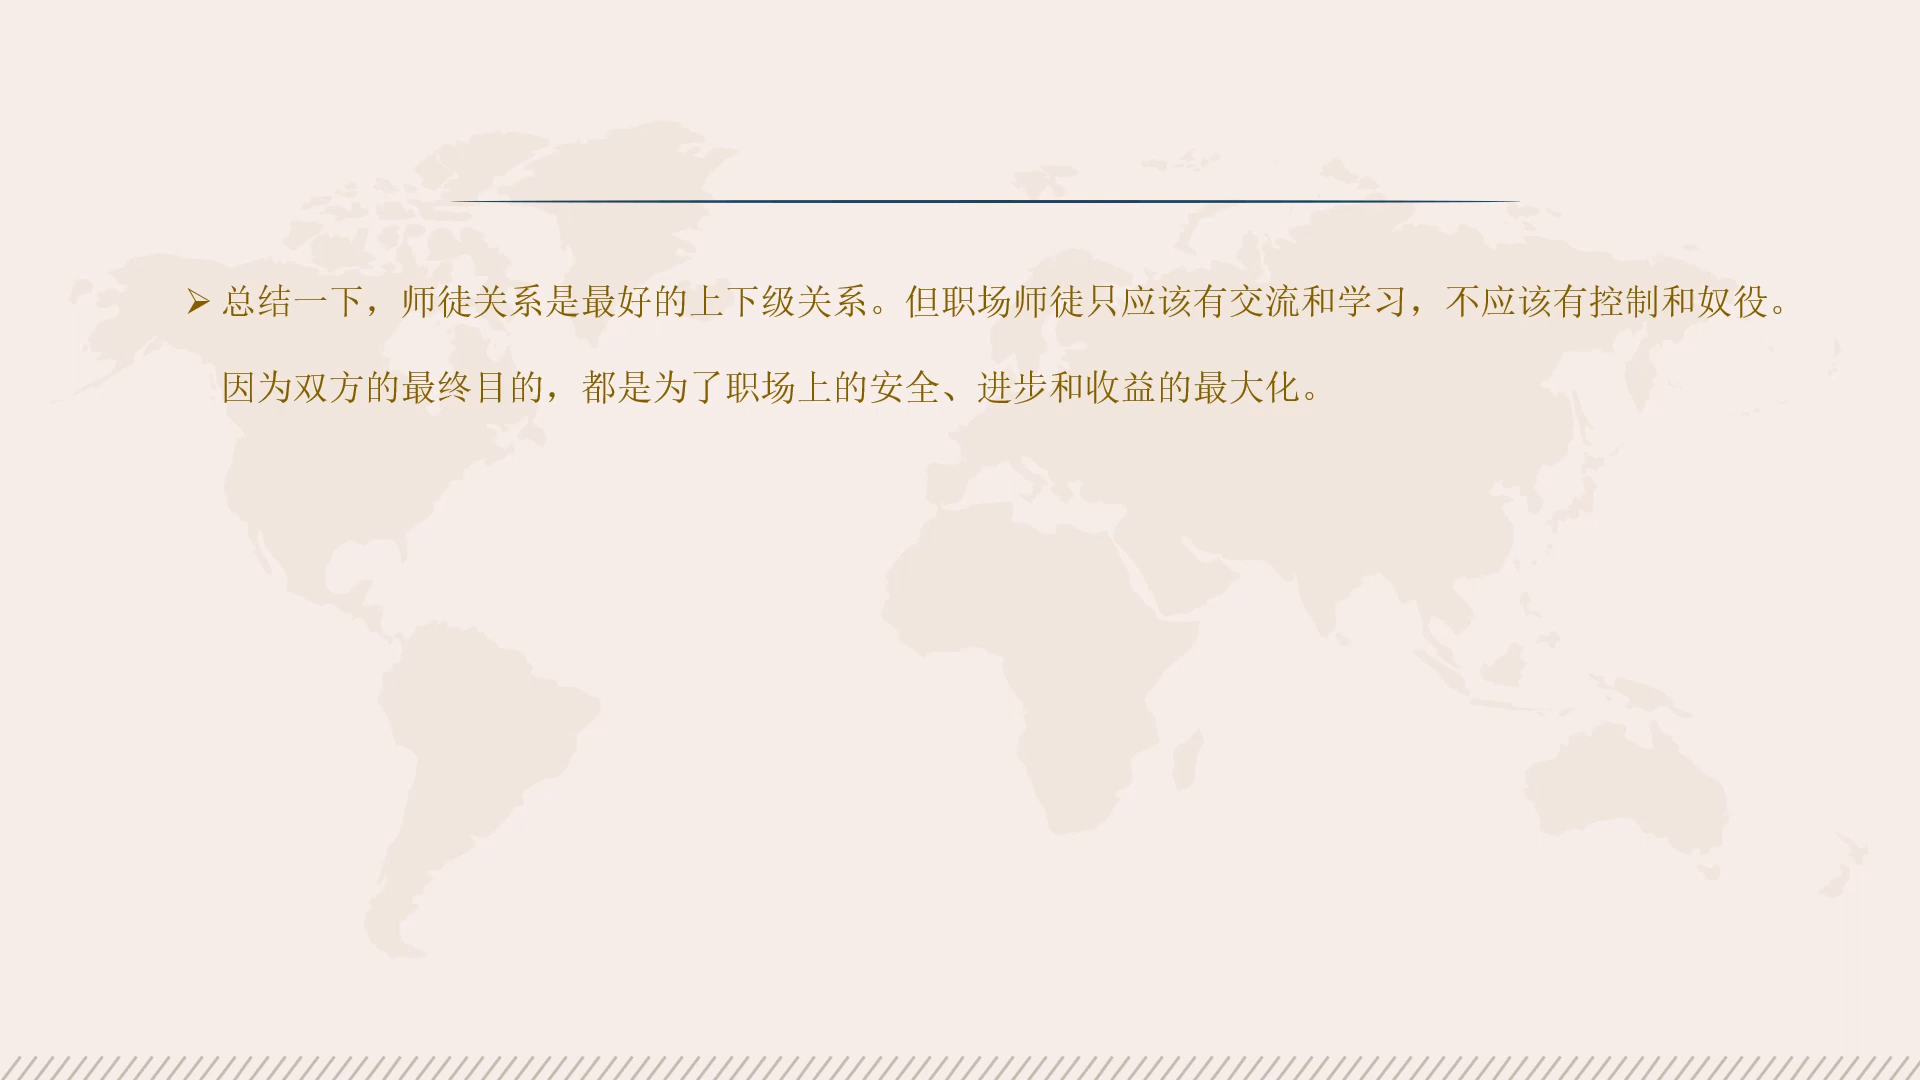 总结一下，师徒关系是最好的上下级关系。但职场师徒只应该有交流和学习，不应该有控制和奴役。
因为双方的最终目的，都是为了职场上的安全、进步和收益的最大化。